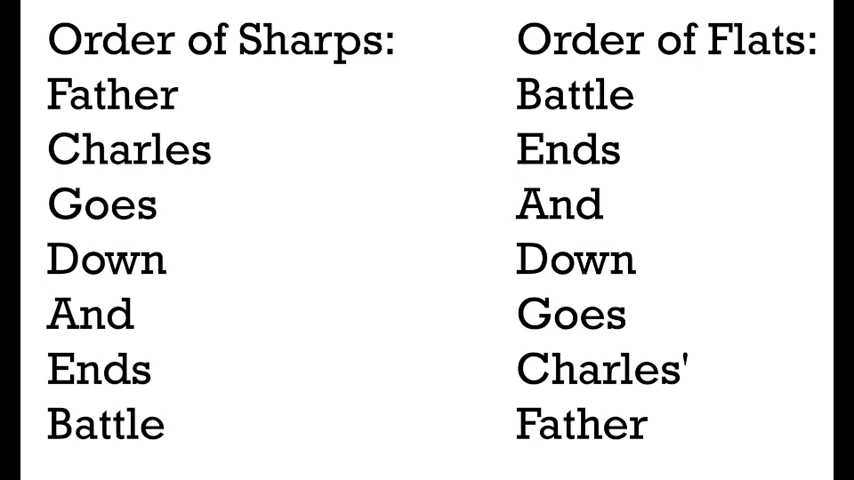 Order of Sharps:
Father
Charles
Goes
Down
And
Ends
Battle
Order of Flats:
Battle
Ends
And
Down
Goes
Charles'
Father